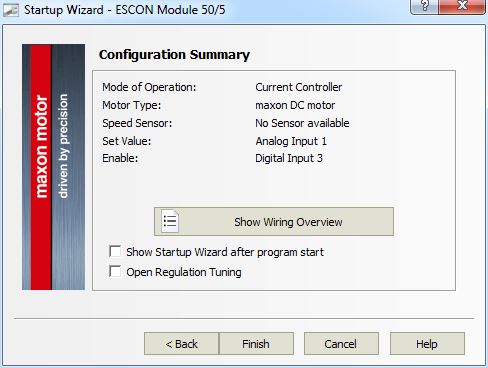 Startup Wizard - ESCON Module 50/5
maxon motor
driven by precision
Configuration Summary
Mode of Operation: Current Controller
Motor Type: maxon DC motor
Speed Sensor: No Sensor available
Set Value: Analog Input 1
Enable: Digital Input 3
Show Wiring Overview
Show Startup Wizard after program start
Open Regulation Tuning
< Back Finish Cancel Help